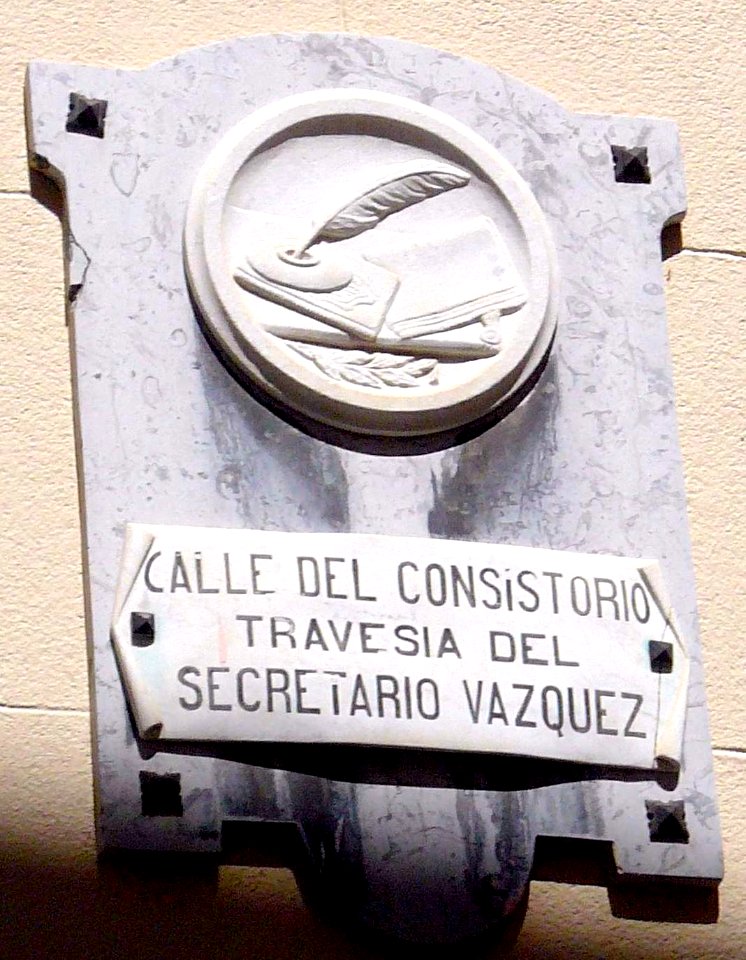 CALLE DEL CONSiSTORIO
TRAVESIA DEL
SECRETARIO VAZQUEZ